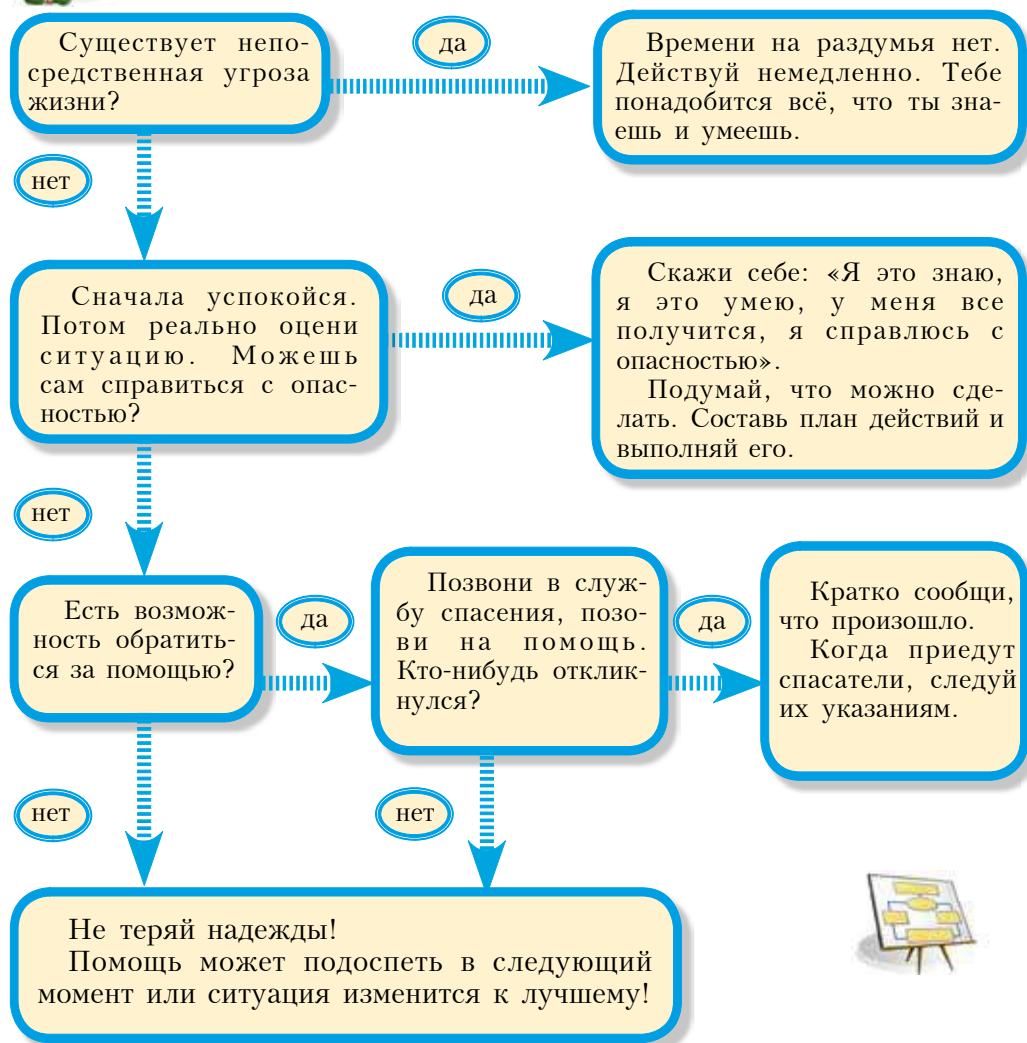 Существует непо-
средственная угроза
жизни?
да
Времени на раздумья нет.
Действуй немедленно. Тебе
понадобится всё, что ты зна-
ешь и умеешь.
нет
Сначала успокойся.
Потом реально оцени
ситуацию. Можешь
сам справиться с опас-
ностью?
да
Скажи себе: «Я это знаю,
я это умею, у меня все
получится, я справлюсь с
опасностью».
Подумай, что можно сде-
лать. Составь план действий и
выполняй его.
нет
Есть возмож-
ность обратить-
ся за помощью?
да
Позвони в служ-
бу спасения, позо-
ви на помощь.
Кто-нибудь отклик-
нулся?
да
Кратко сообщи,
что произошло.
Когда приедут
спасатели, следуй
их указаниям.
нет
нет
Не теряй надежды!
Помощь может подоспеть в следующий
момент или ситуация изменится к лучшему!